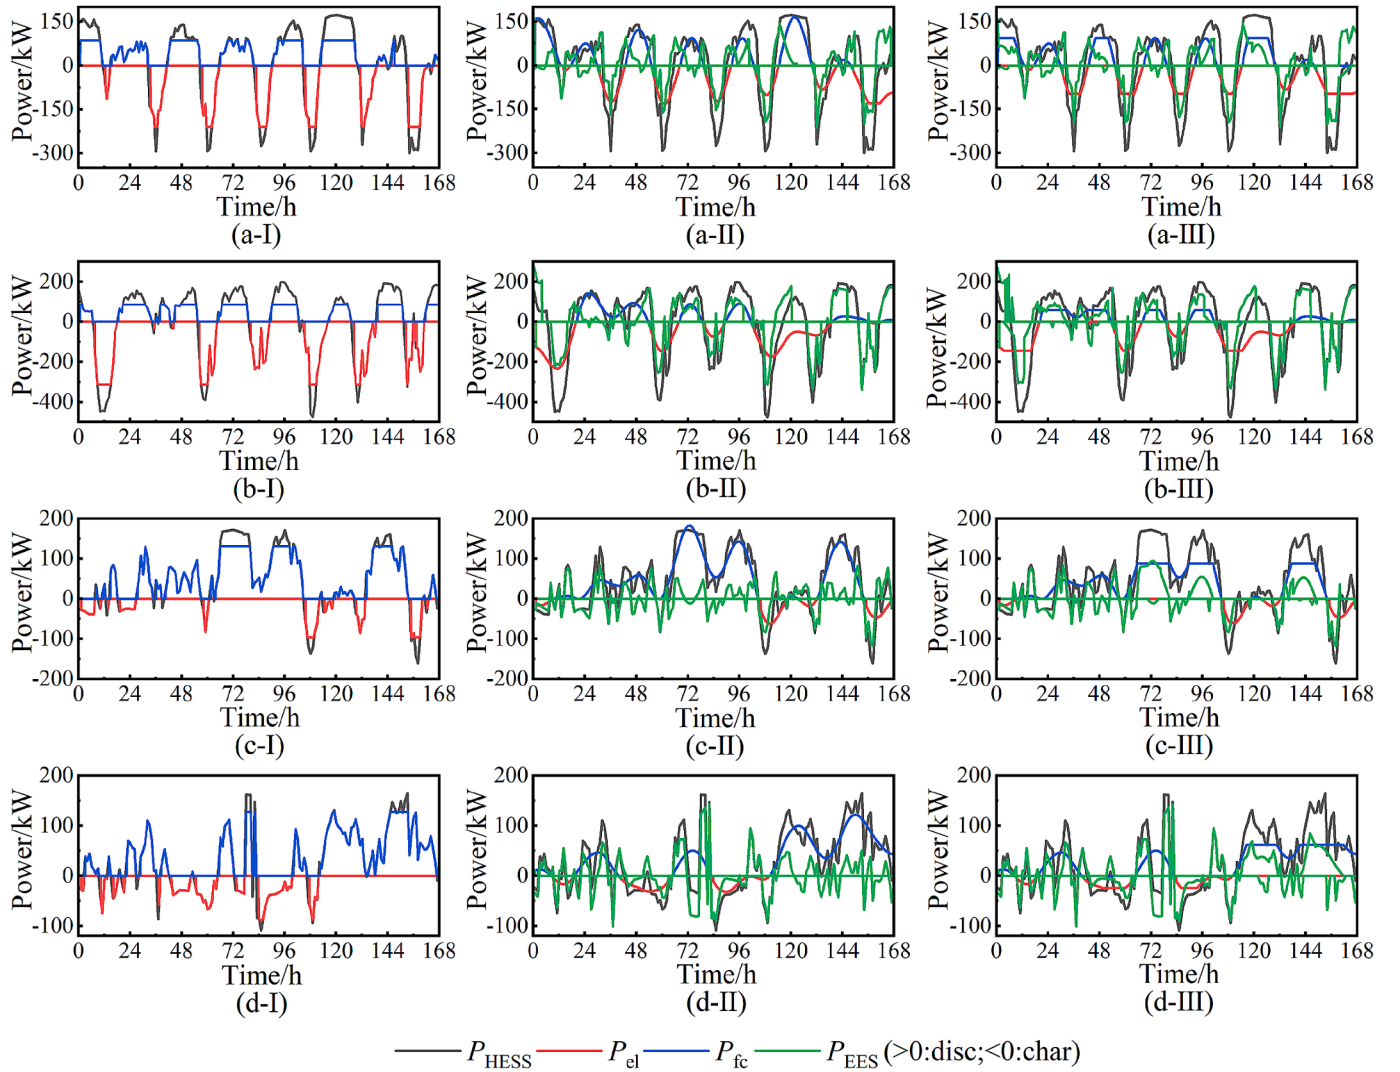 Power/kW
150
0
-150
-300
0 24 48 72 96 120 144 168
Time/h
(a-I)
Power/kW
150
0
-150
-300
0 24 48 72 96 120 144 168
Time/h
(a-II)
Power/kW
150
0
-150
-300
0 24 48 72 96 120 144 168
Time/h
(a-III)
Power/kW
200
0
-200
-400
0 24 48 72 96 120 144 168
Time/h
(b-I)
Power/kW
200
0
-200
-400
0 24 48 72 96 120 144 168
Time/h
(b-II)
Power/kW
200
0
-200
-400
0 24 48 72 96 120 144 168
Time/h
(b-III)
Power/kW
200
100
0
-100
-200
0 24 48 72 96 120 144 168
Time/h
(c-I)
Power/kW
200
100
0
-100
-200
0 24 48 72 96 120 144 168
Time/h
(c-II)
Power/kW
200
100
0
-100
-200
0 24 48 72 96 120 144 168
Time/h
(c-III)
Power/kW
200
100
0
-100
0 24 48 72 96 120 144 168
Time/h
(d-I)
Power/kW
200
100
0
-100
0 24 48 72 96 120 144 168
Time/h
(d-II)
Power/kW
200
100
0
-100
0 24 48 72 96 120 144 168
Time/h
(d-III)
P_HESS P_el P_fc P_EES (>0:disc;<0:char)